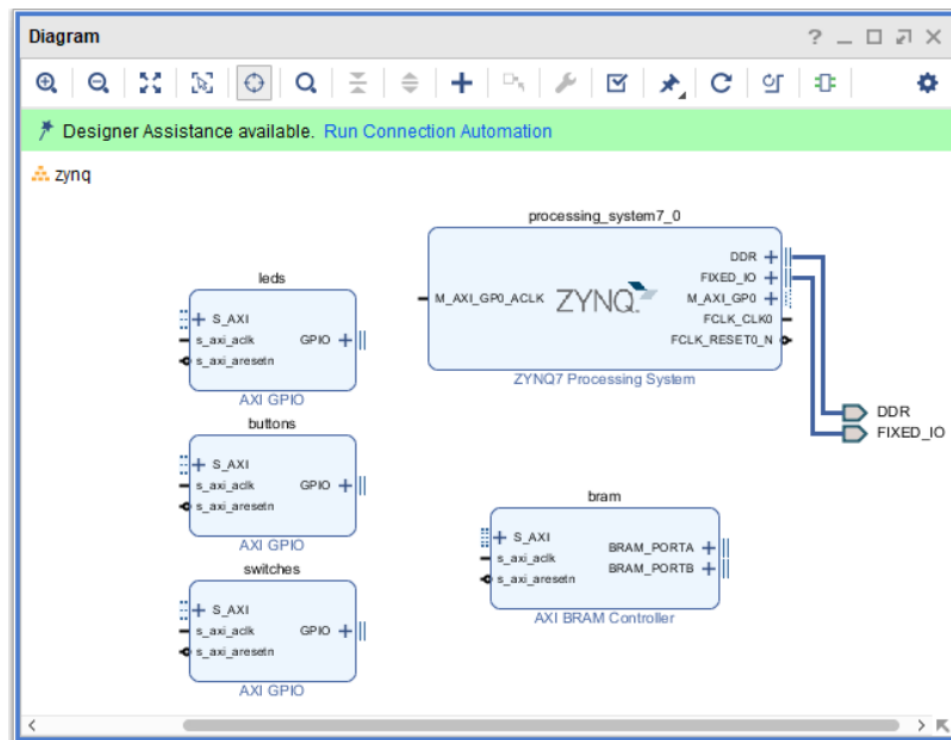 Diagram
Designer Assistance available. Run Connection Automation
zynq
processing_system7_0
DDR
FIXED_IO
M_AXI_GP0_ACLK
ZYNQ
M_AXI_GP0
FCLK_CLK0
FCLK_RESET0_N
ZYNQ7 Processing System
DDR
FIXED_IO
leds
S_AXI
s_axi_aclk
GPIO
s_axi_aresetn
AXI GPIO
buttons
S_AXI
s_axi_aclk
GPIO
s_axi_aresetn
AXI GPIO
switches
S_AXI
s_axi_aclk
GPIO
s_axi_aresetn
AXI GPIO
bram
S_AXI
BRAM_PORTA
s_axi_aclk
BRAM_PORTB
s_axi_aresetn
AXI BRAM Controller